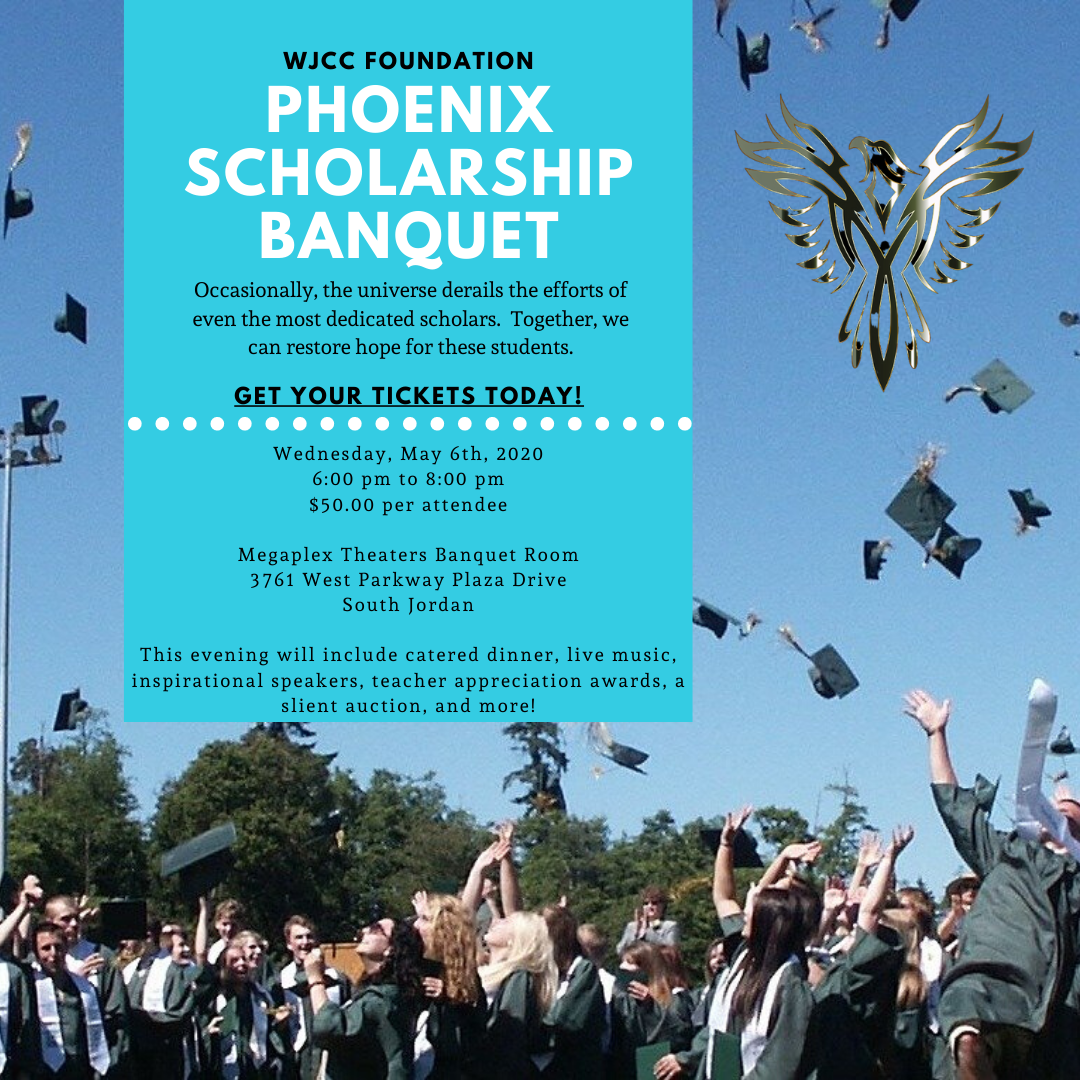 WJCC FOUNDATION
PHOENIX
SCHOLARSHIP
BANQUET
Occasionally, the universe derails the efforts of
even the most dedicated scholars. Together, we
can restore hope for these students.
GET YOUR TICKETS TODAY!
Wednesday, May 6th, 2020
6:00 pm to 8:00 pm
$50.00 per attendee
Megaplex Theaters Banquet Room
3761 West Parkway Plaza Drive
South Jordan
This evening will include catered dinner, live music,
inspirational speakers, teacher appreciation awards, a
slient auction, and more!